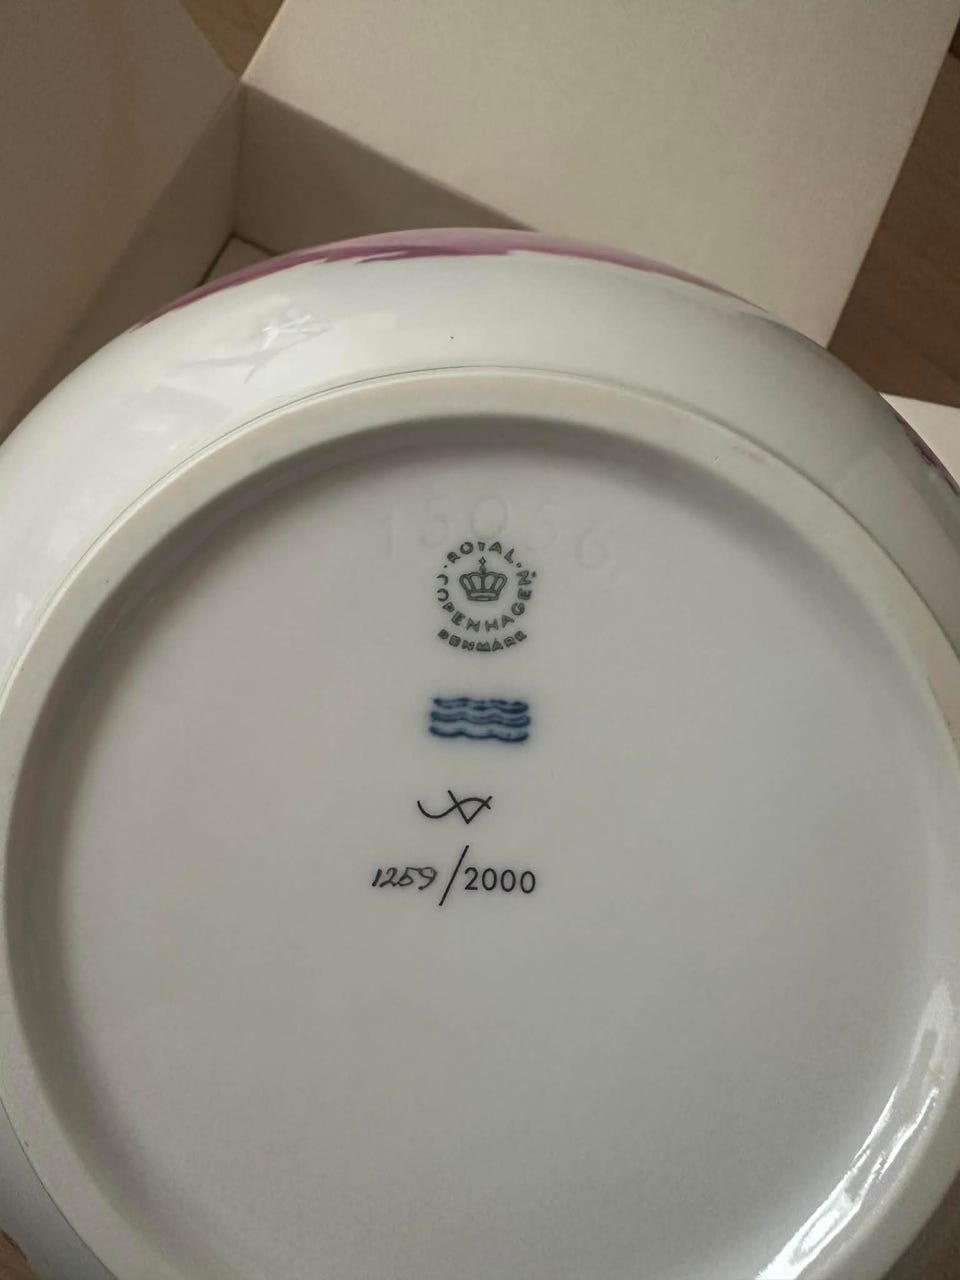 15056
ROYAL
COPENHAGEN
DENMARK
1259/2000